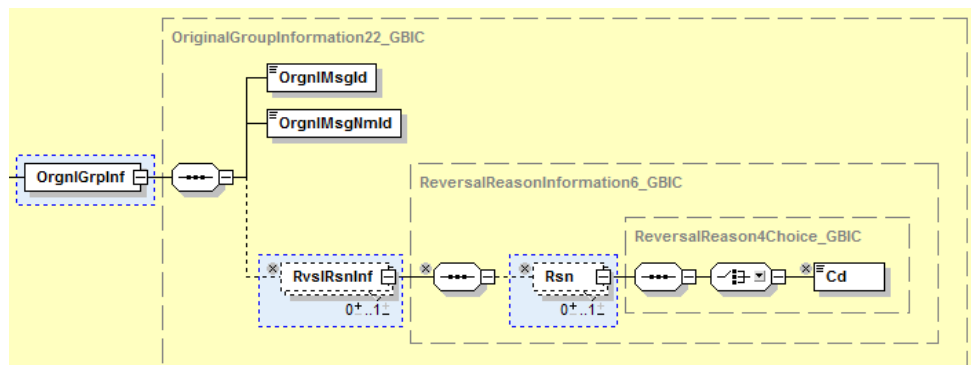 OriginalGroupInformation22_GBIC
OrgnlMsgId
OrgnlMsgNmId
OrgnlGrpInf
ReversalReasonInformation6_GBIC
ReversalReason4Choice_GBIC
RvslRsnInf
Rsn
Cd
0±..1±
0±..1±